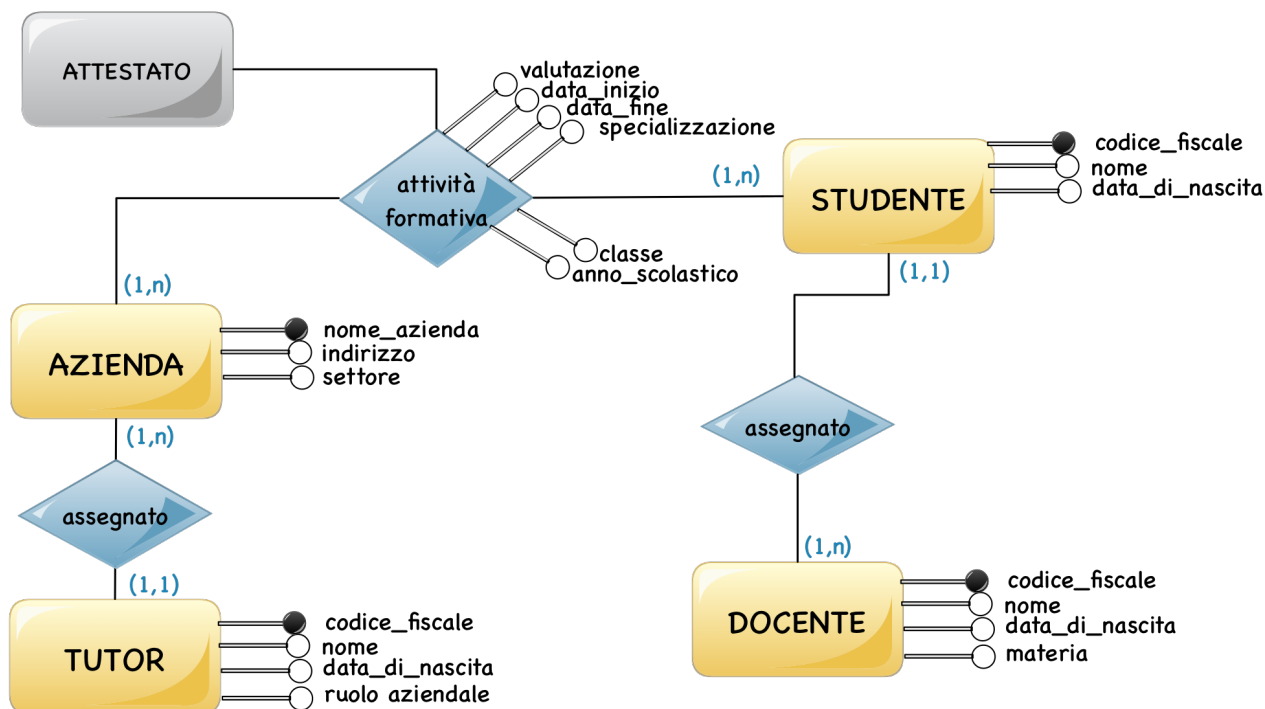 ATTESTATO
valutazione
data_inizio
data_fine
specializzazione
attività
formativa
classe
anno_scolastico
(1,n)
STUDENTE
codice_fiscale
nome
data_di_nascita
(1,1)
(1,n)
AZIENDA
nome_azienda
indirizzo
settore
(1,n)
assegnato
assegnato
(1,1)
TUTOR
codice_fiscale
nome
data_di_nascita
ruolo aziendale
(1,n)
DOCENTE
codice_fiscale
nome
data_di_nascita
materia